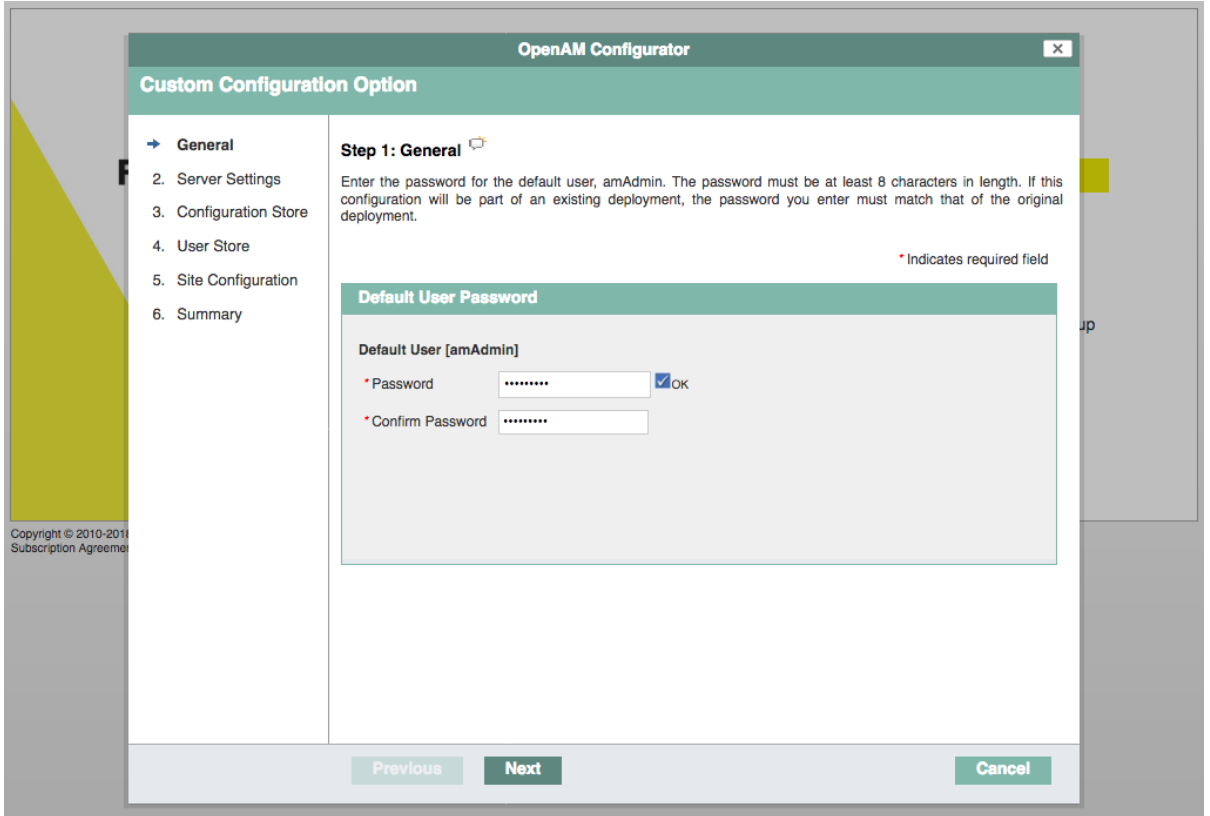 OpenAM Configurator
Custom Configuration Option
General
2. Server Settings
3. Configuration Store
4. User Store
5. Site Configuration
6. Summary
Step 1: General
Enter the password for the default user, amAdmin. The password must be at least 8 characters in length. If this
configuration will be part of an existing deployment, the password you enter must match that of the original
deployment.
* Indicates required field
Default User Password
Default User [amAdmin]
* Password ••••••••• OK
* Confirm Password •••••••••
Previous Next Cancel
F
up
Copyright © 2010-2018
Subscription Agreeme